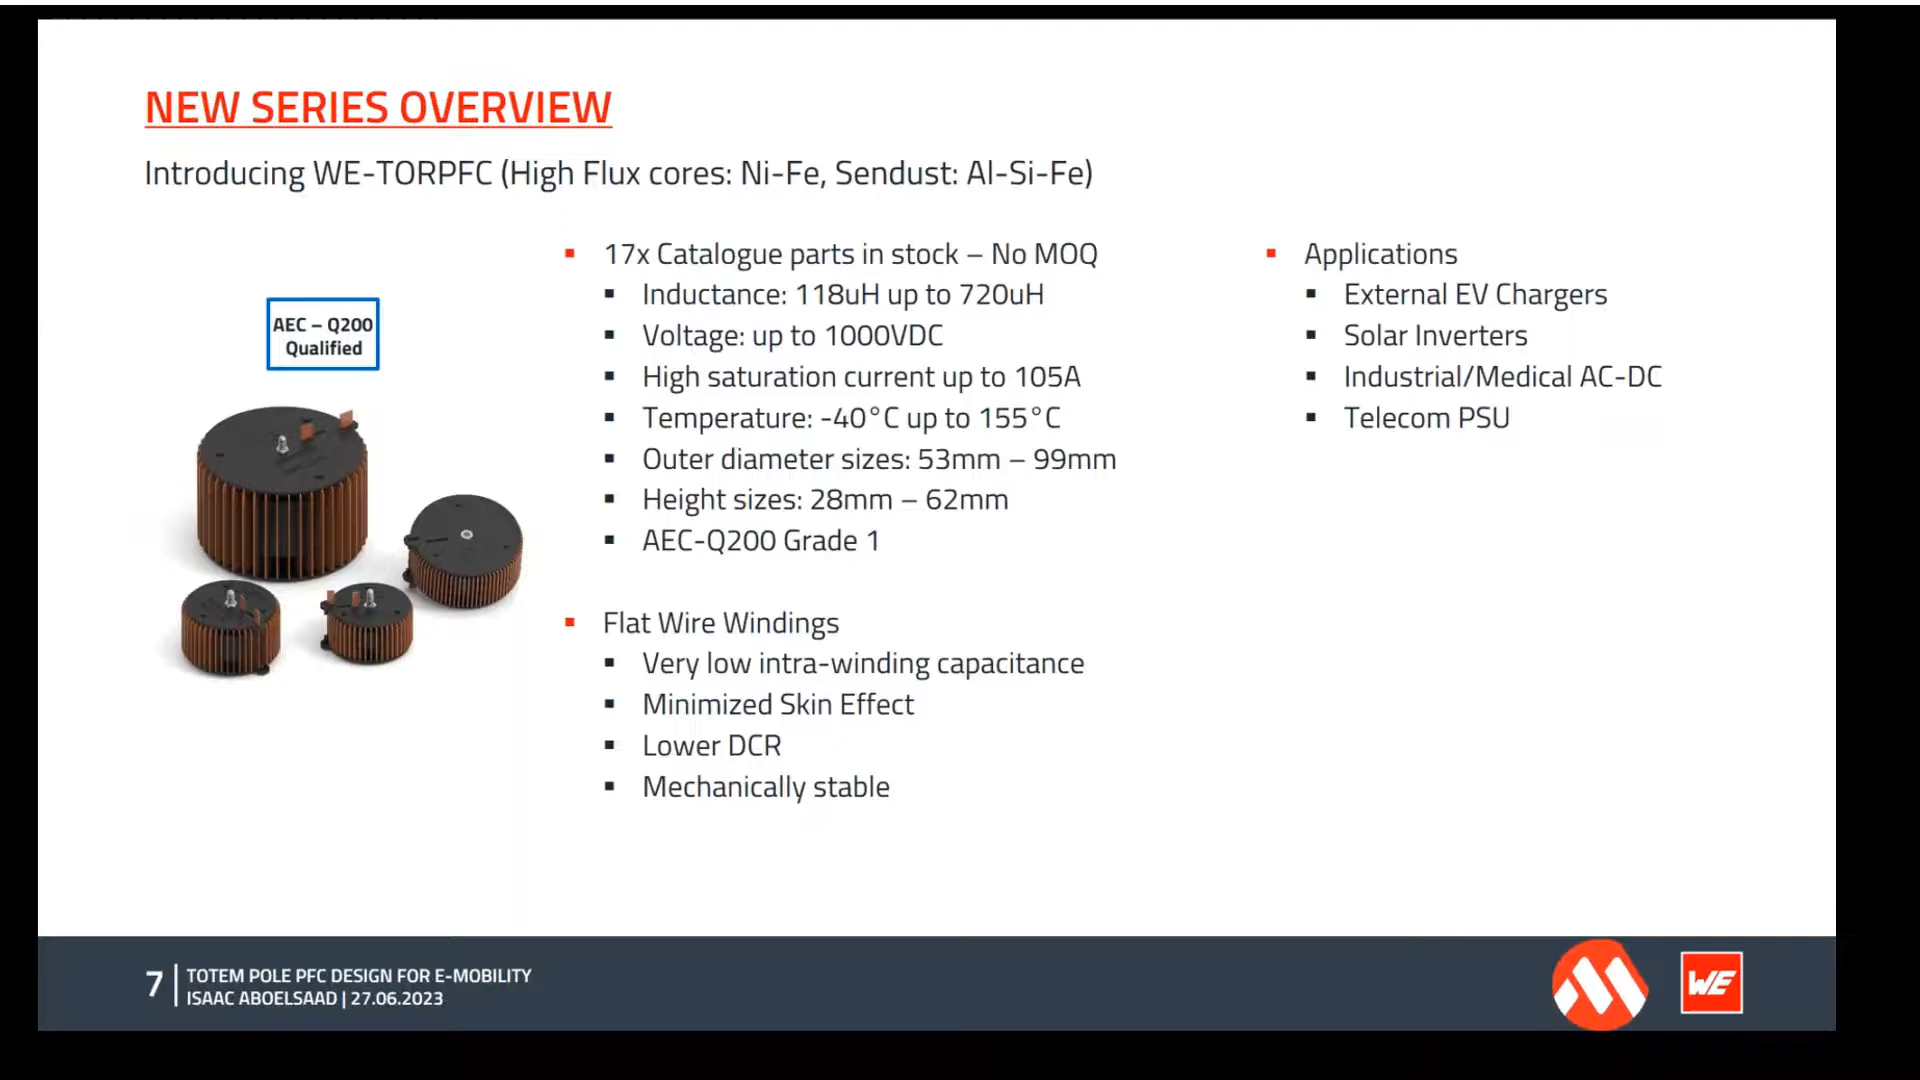 NEW SERIES OVERVIEW
Introducing WE-TORPFC (High Flux cores: Ni-Fe, Sendust: Al-Si-Fe)
AEC – Q200
Qualified
17x Catalogue parts in stock – No MOQ
Inductance: 118uH up to 720uH
Voltage: up to 1000VDC
High saturation current up to 105A
Temperature: -40°C up to 155°C
Outer diameter sizes: 53mm – 99mm
Height sizes: 28mm – 62mm
AEC-Q200 Grade 1
Flat Wire Windings
Very low intra-winding capacitance
Minimized Skin Effect
Lower DCR
Mechanically stable
Applications
External EV Chargers
Solar Inverters
Industrial/Medical AC-DC
Telecom PSU
7
TOTEM POLE PFC DESIGN FOR E-MOBILITY
ISAAC ABOELSAAD | 27.06.2023
WE